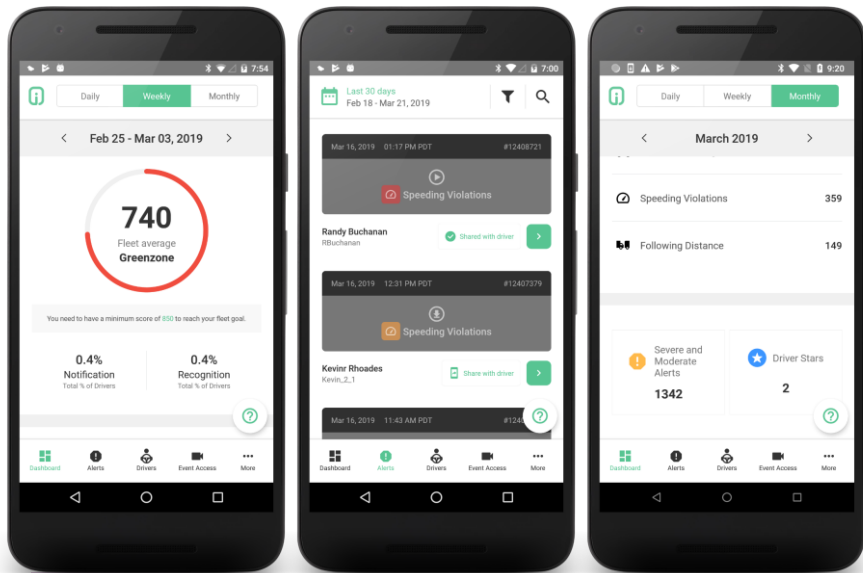 7:54
Daily
Weekly
Monthly
Feb 25 - Mar 03, 2019
740
Fleet average
Greenzone
You need to have a minimum score of 850 to reach your fleet goal.
0.4%
Notification
Total % of Drivers
0.4%
Recognition
Total % of Drivers
Dashboard
Alerts
Drivers
Event Access
More
7:00
Last 30 days
Feb 18 - Mar 21, 2019
Mar 16, 2019 01:17 PM PDT #12408721
Speeding Violations
Randy Buchanan
RBuchanan
Shared with driver
Mar 16, 2019 12:31 PM PDT #12407379
Speeding Violations
Kevinr Rhoades
Kevin_2_1
Share with driver
Mar 16, 2019 11:43 AM PDT
Dashboard
Alerts
Drivers
Event Access
More
9:20
Daily
Weekly
Monthly
March 2019
Speeding Violations 359
Following Distance 149
Severe and
Moderate
Alerts
1342
Driver Stars
2
Dashboard
Alerts
Drivers
Event Access
More